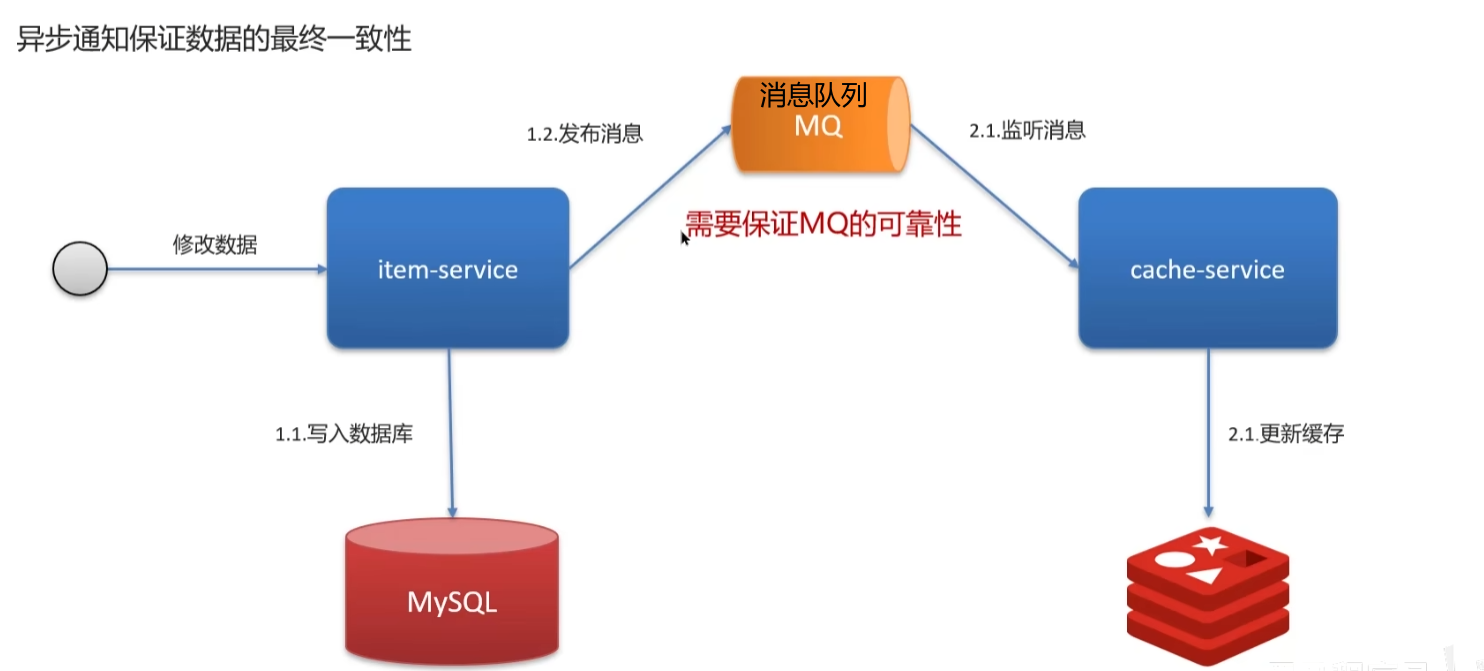 异步通知保证数据的最终一致性
消息队列
MQ
1.2.发布消息
2.1.监听消息
需要保证MQ的可靠性
修改数据
item-service
cache-service
1.1.写入数据库
2.1.更新缓存
MySQL